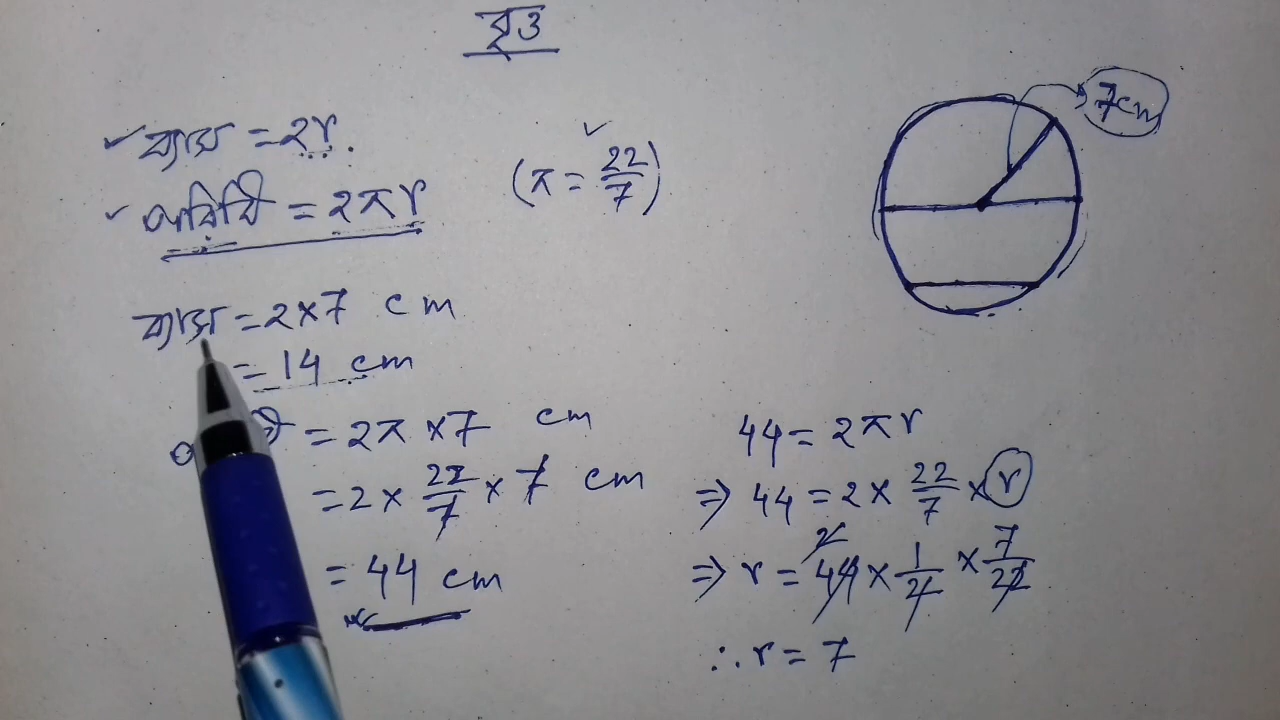 বৃত্ত
✓ ব্যাস = 2r.
✓ পরিধি = 2πr
(π = 22/7) ✓
7cm
ব্যাস = 2×7 cm
= 14 cm
= 2π ×7 cm
= 2 × 22/7 × 7 cm
= 44 cm
44 = 2πr
⇒ 44 = 2 × 22/7 × r
⇒ r = 44 × 1/2 × 7/22
2
∴ r = 7